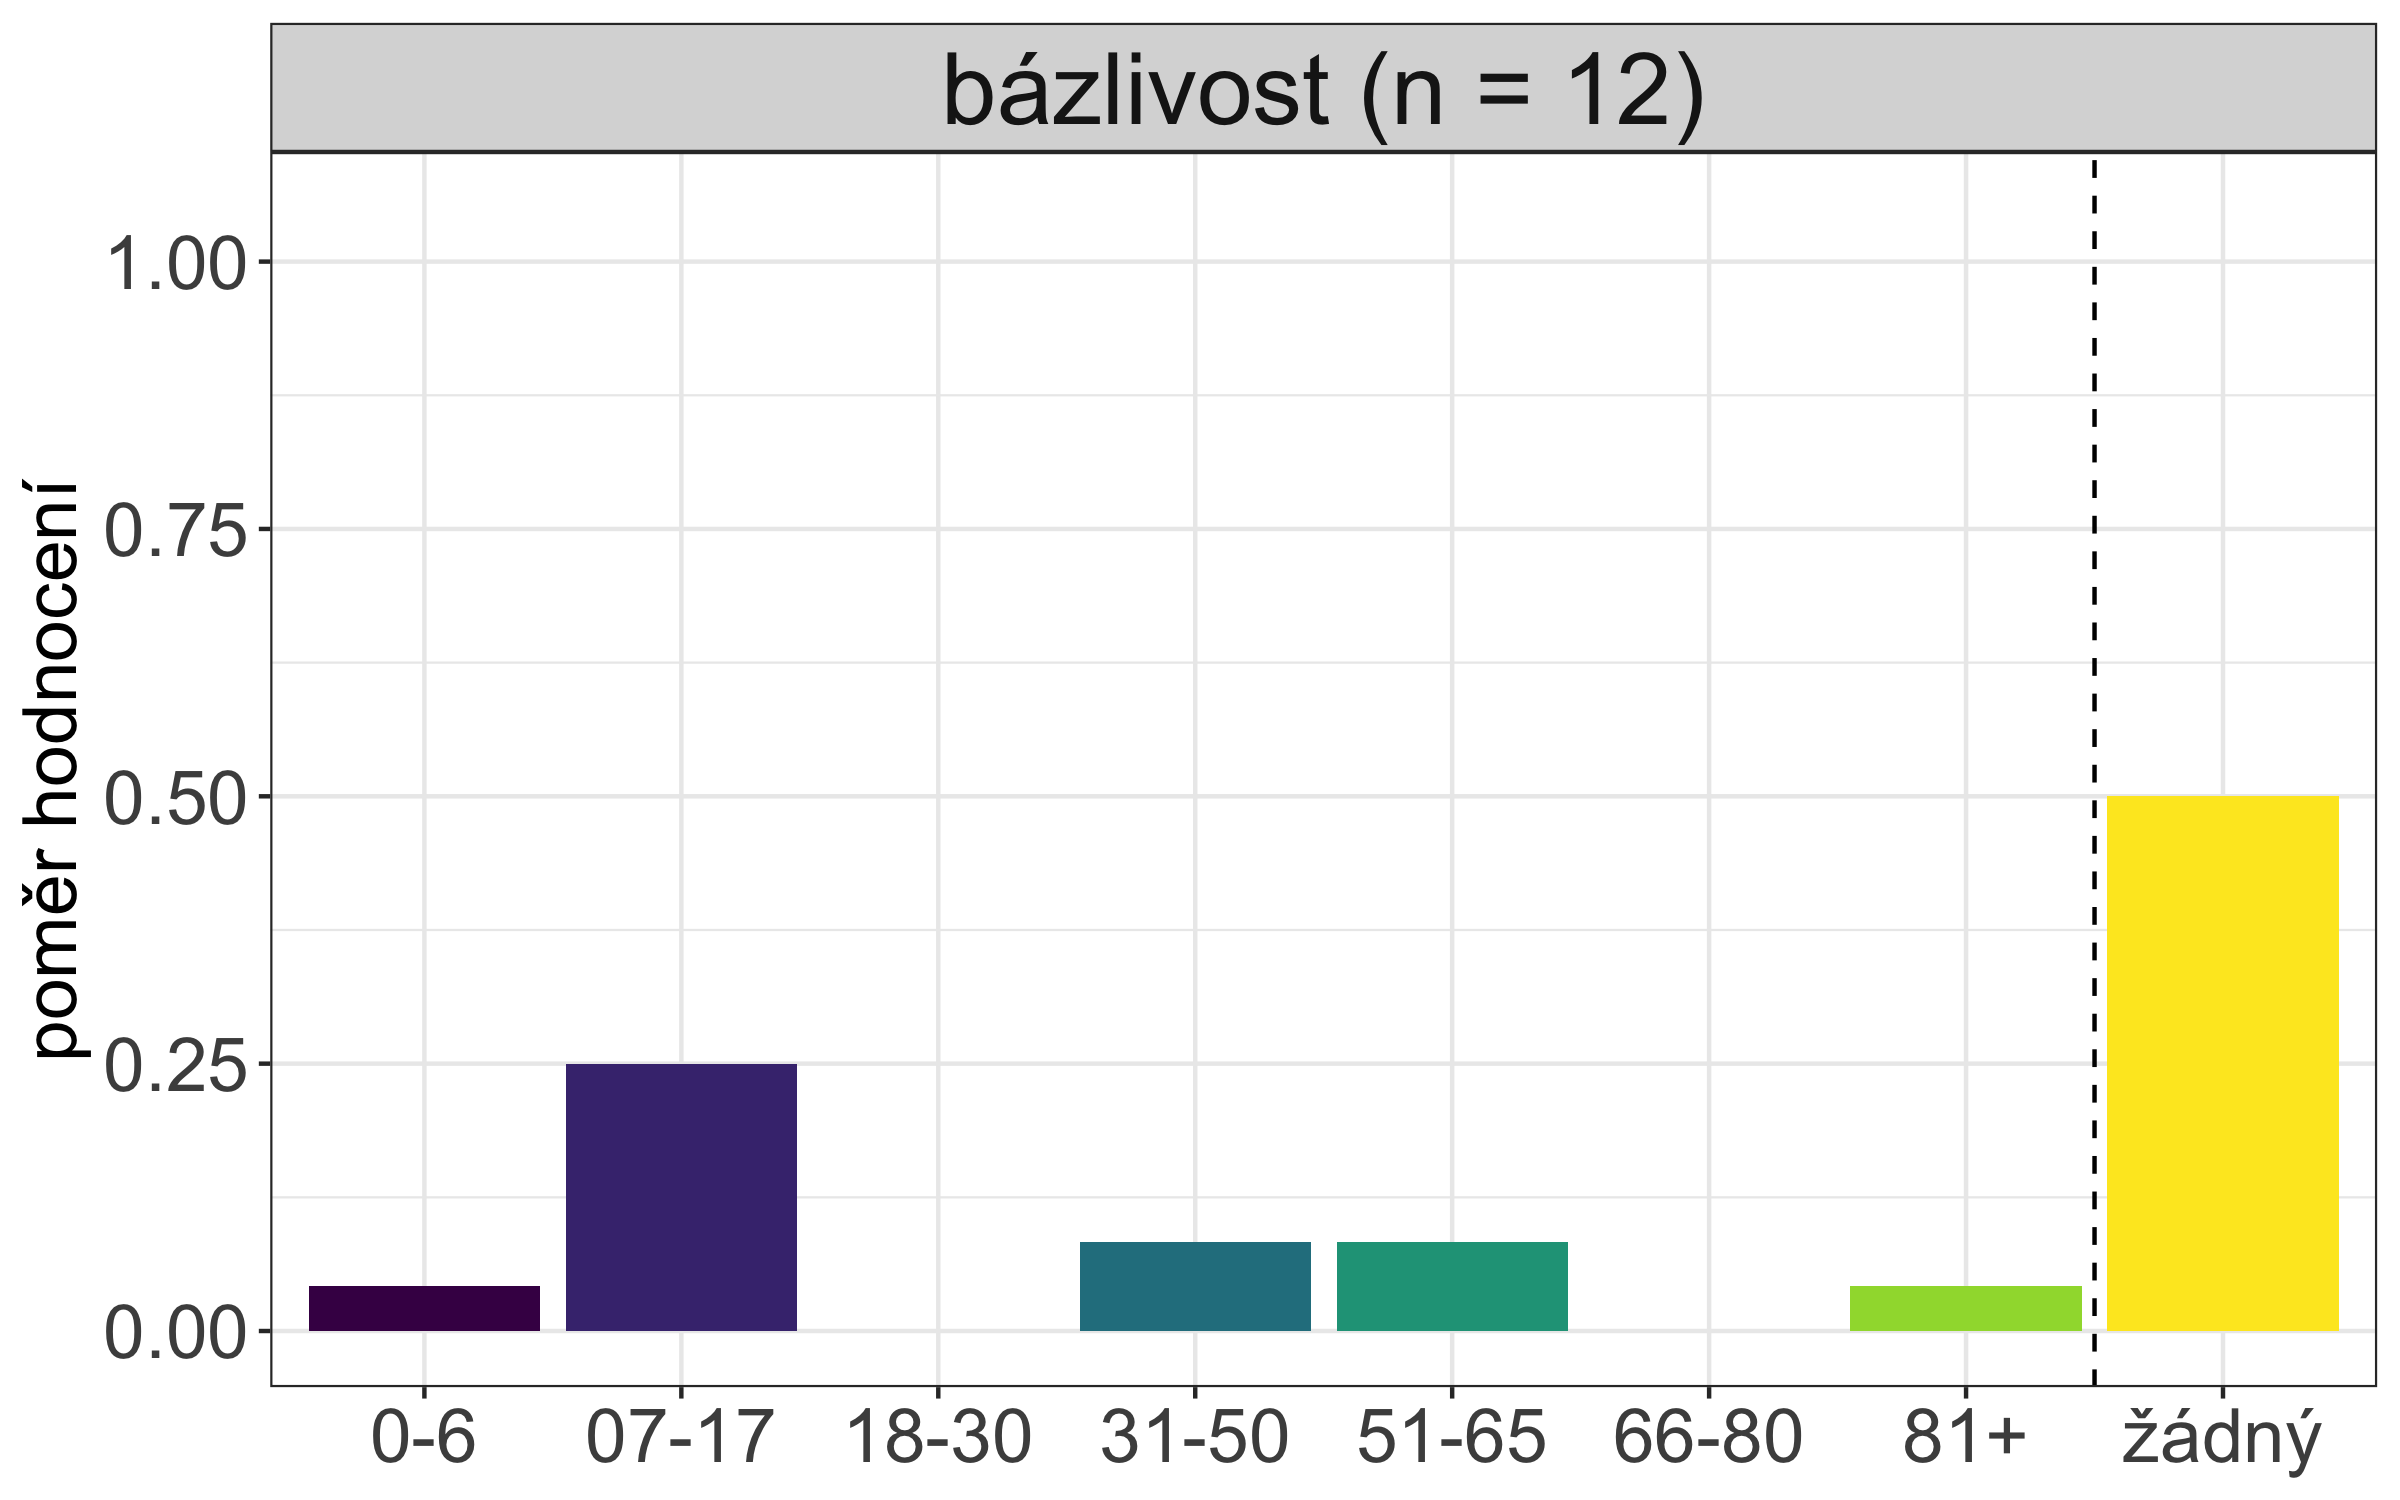 bázlivost (n = 12)
poměr hodnocení
1.00
0.75
0.50
0.25
0.00
0-6 07-17 18-30 31-50 51-65 66-80 81+ žádný